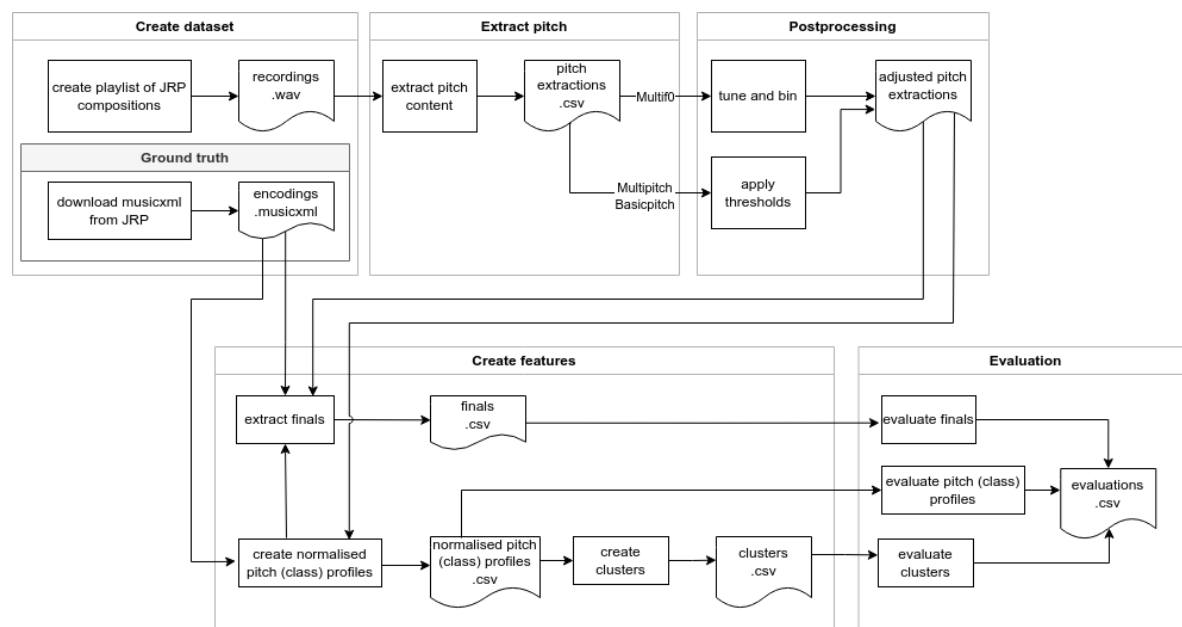 Create dataset
create playlist of JRP
compositions
recordings
.wav
Ground truth
download musicxml
from JRP
encodings
.musicxml
Extract pitch
extract pitch
content
pitch
extractions
.csv
Multif0
Multipitch
Basicpitch
Postprocessing
tune and bin
apply
thresholds
adjusted pitch
extractions
Create features
extract finals
finals
.csv
create normalised
pitch (class) profiles
normalised pitch
(class) profiles
.csv
create
clusters
clusters
.csv
Evaluation
evaluate finals
evaluate pitch (class)
profiles
evaluate
clusters
evaluations
.csv